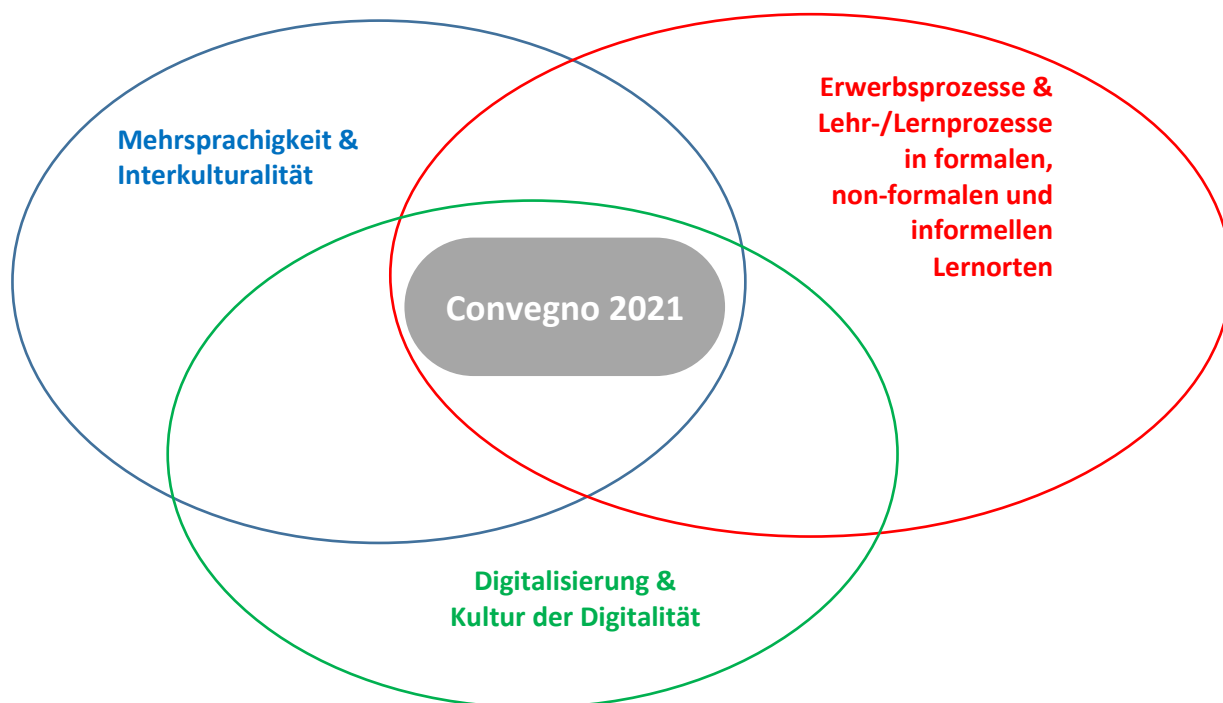 Mehrsprachigkeit &
Interkulturalität
Erwerbsprozesse &
Lehr-/Lernprozesse
in formalen,
non-formalen und
informellen
Lernorten
Convegno 2021
Digitalisierung &
Kultur der Digitalität